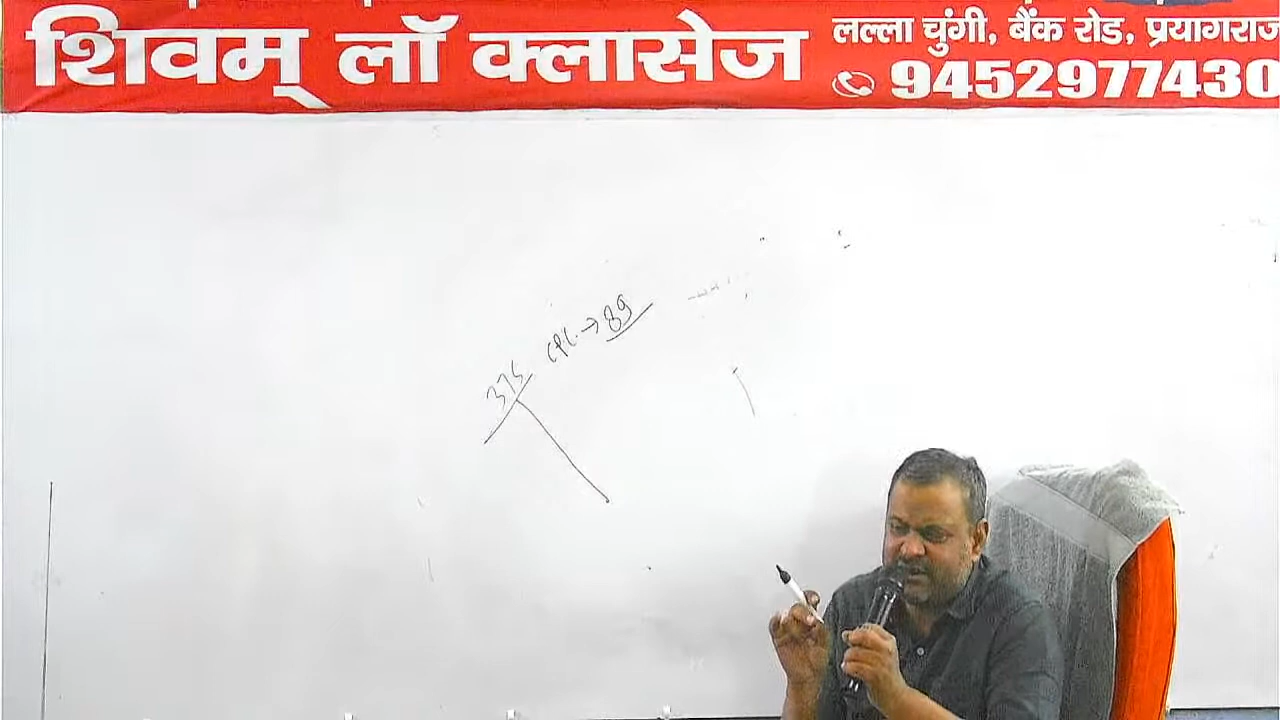 शिवम् लॉ क्लासेज
लल्ला चुंगी, बैंक रोड, प्रयागराज
9452977430
CPC → 89
375